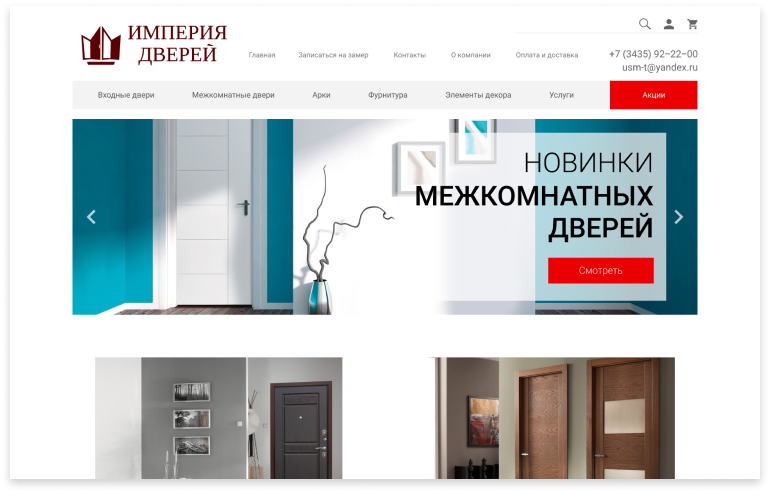 ИМПЕРИЯ
ДВЕРЕЙ
Главная Записаться на замер Контакты О компании Оплата и доставка
+7 (3435) 92–22–00
usm-t@yandex.ru
Входные двери Межкомнатные двери Арки Фурнитура Элементы декора Услуги Акции
НОВИНКИ
МЕЖКОМНАТНЫХ
ДВЕРЕЙ
Смотреть